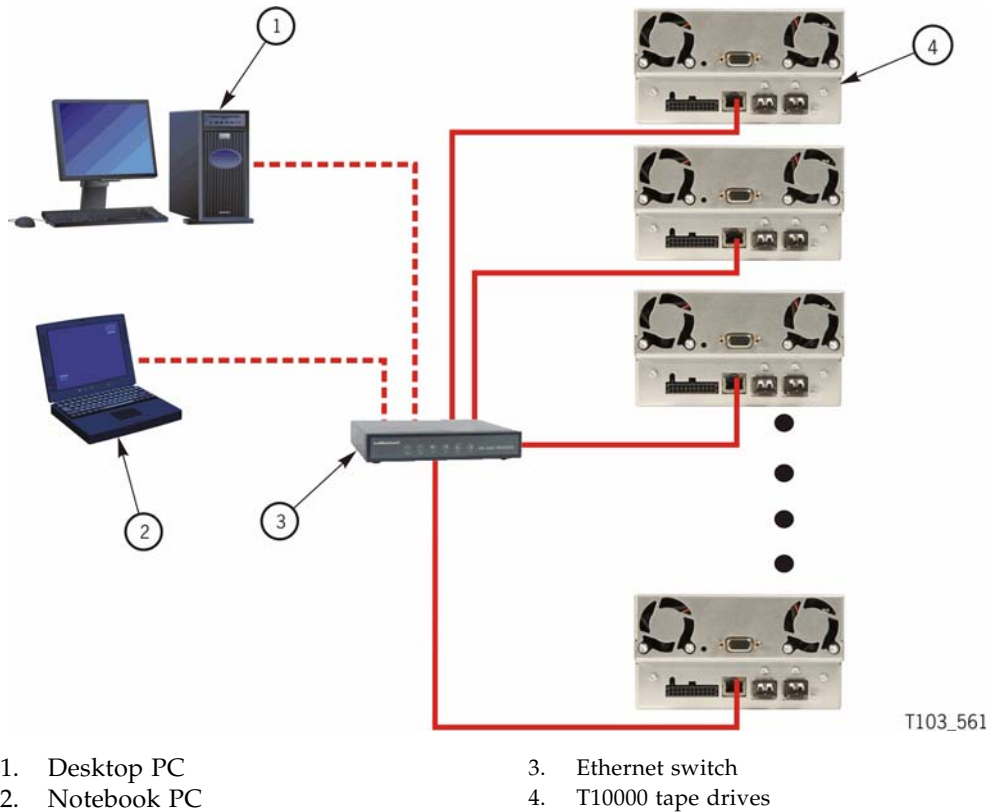 1
4
2
3
T103_561
1. Desktop PC
2. Notebook PC
3. Ethernet switch
4. T10000 tape drives